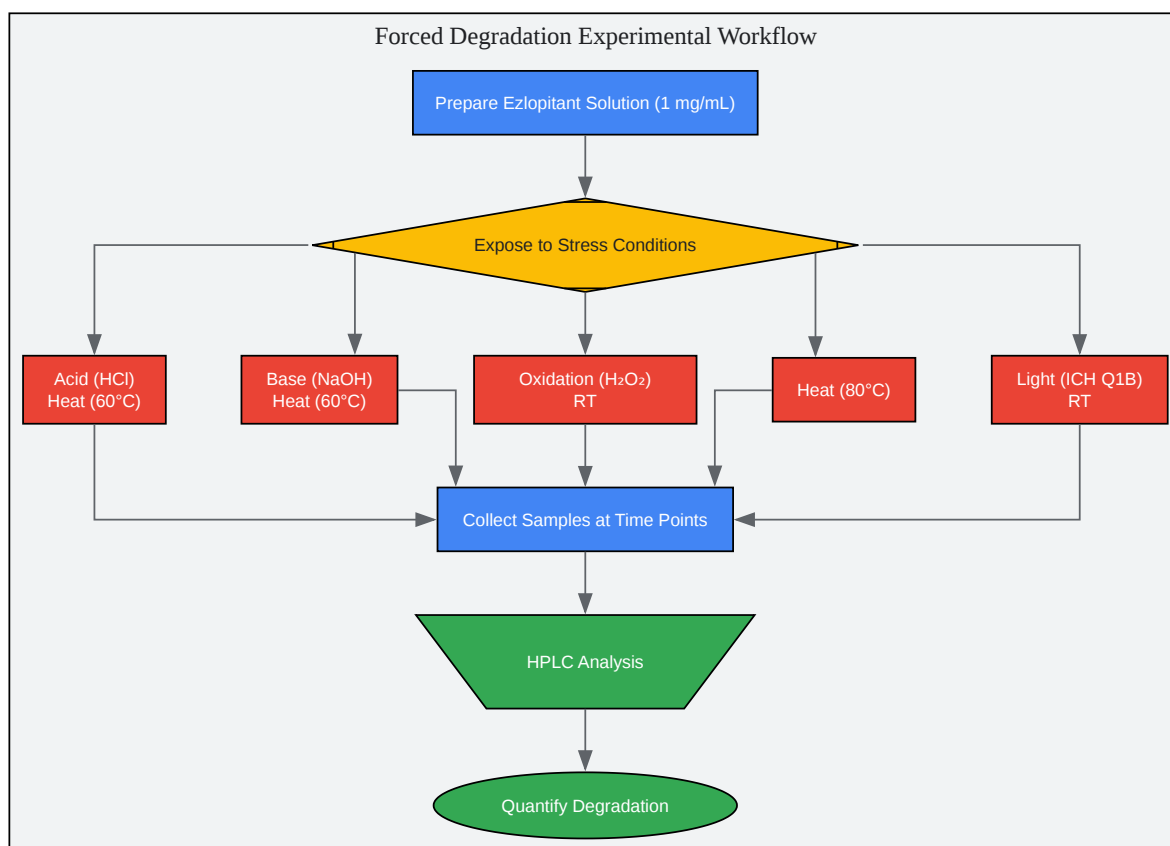 Forced Degradation Experimental Workflow
Prepare Ezlopitant Solution (1 mg/mL)
Expose to Stress Conditions
Acid (HCl)
Heat (60°C)
Base (NaOH)
Heat (60°C)
Oxidation (H₂O₂)
RT
Heat (80°C)
Light (ICH Q1B)
RT
Collect Samples at Time Points
HPLC Analysis
Quantify Degradation